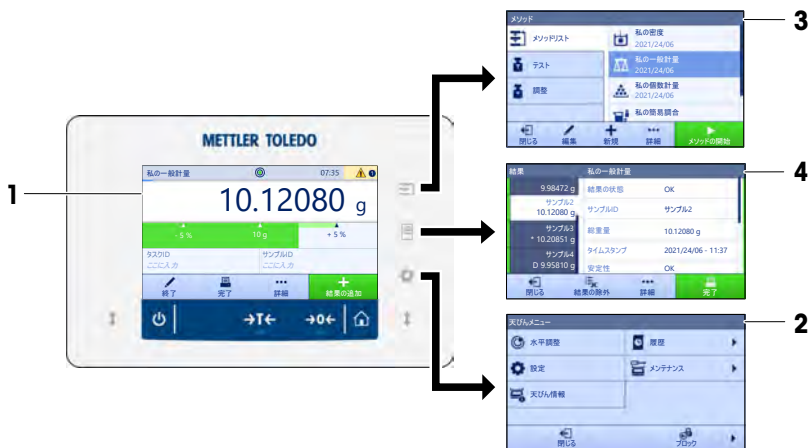 1
METTLER TOLEDO
私の一般計量
07:35
10.12080 g
- 5 %
10 g
+ 5 %
タスクID
ここに入力
サンプルID
ここに入力
終了
完了
詳細
結果の追加
→T←
→0←
3
メソッド
メソッドリスト
テスト
調整
私の密度
2021/24/06
私の一般計量
2021/24/06
私の個数計量
2021/24/06
私の簡易調合
閉じる
編集
新規
詳細
メソッドの開始
4
結果
私の一般計量
9.98472 g
サンプル2
10.12080 g
サンプル3
* 10.20851 g
サンプル4
D 9.95810 g
結果の状態
OK
サンプルID
サンプル2
総重量
10.12080 g
タイムスタンプ
2021/24/06 - 11:37
安定性
OK
閉じる
結果の除外
詳細
完了
2
天びんメニュー
水平調整
履歴
設定
メンテナンス
天びん情報
閉じる
ブロック